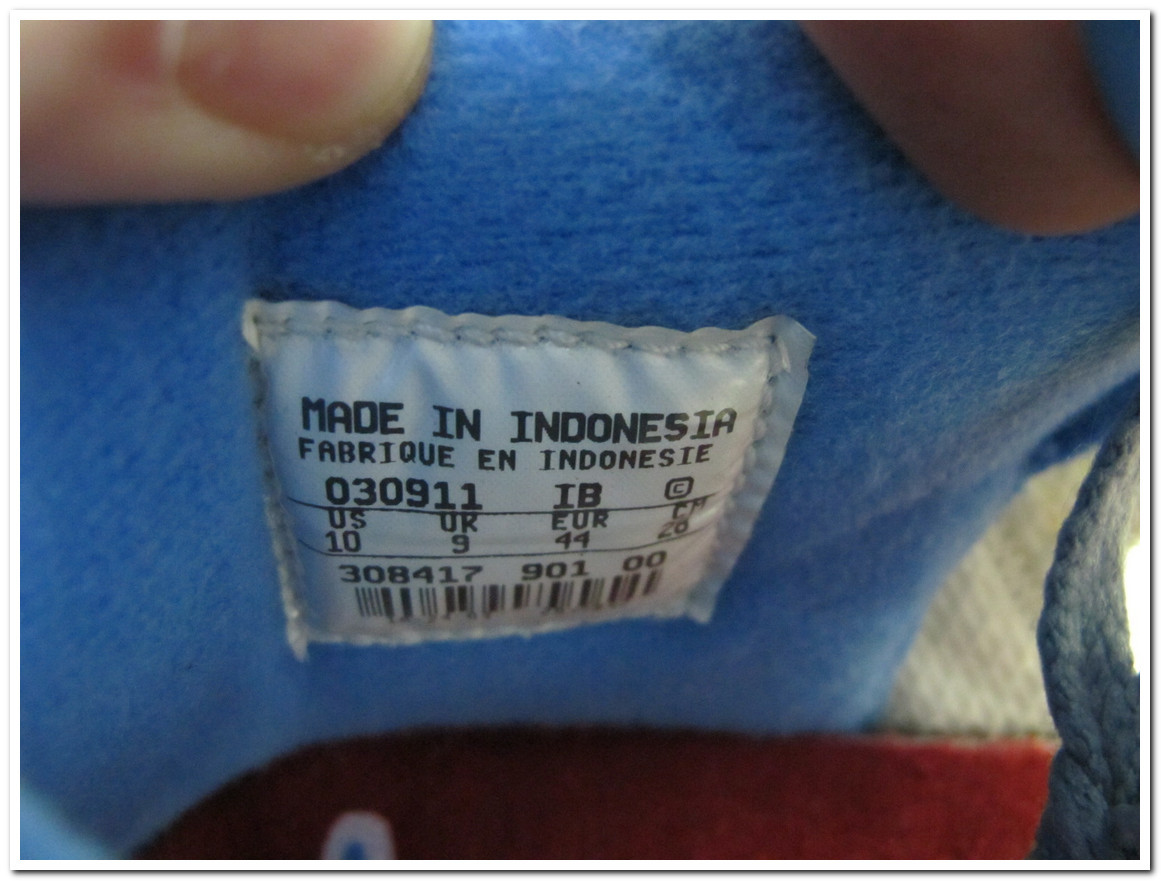 MADE IN INDONESIA
FABRIQUE EN INDONESIE
030911 IB ©
US UK EUR CM
10 9 44 28
308417 901 00